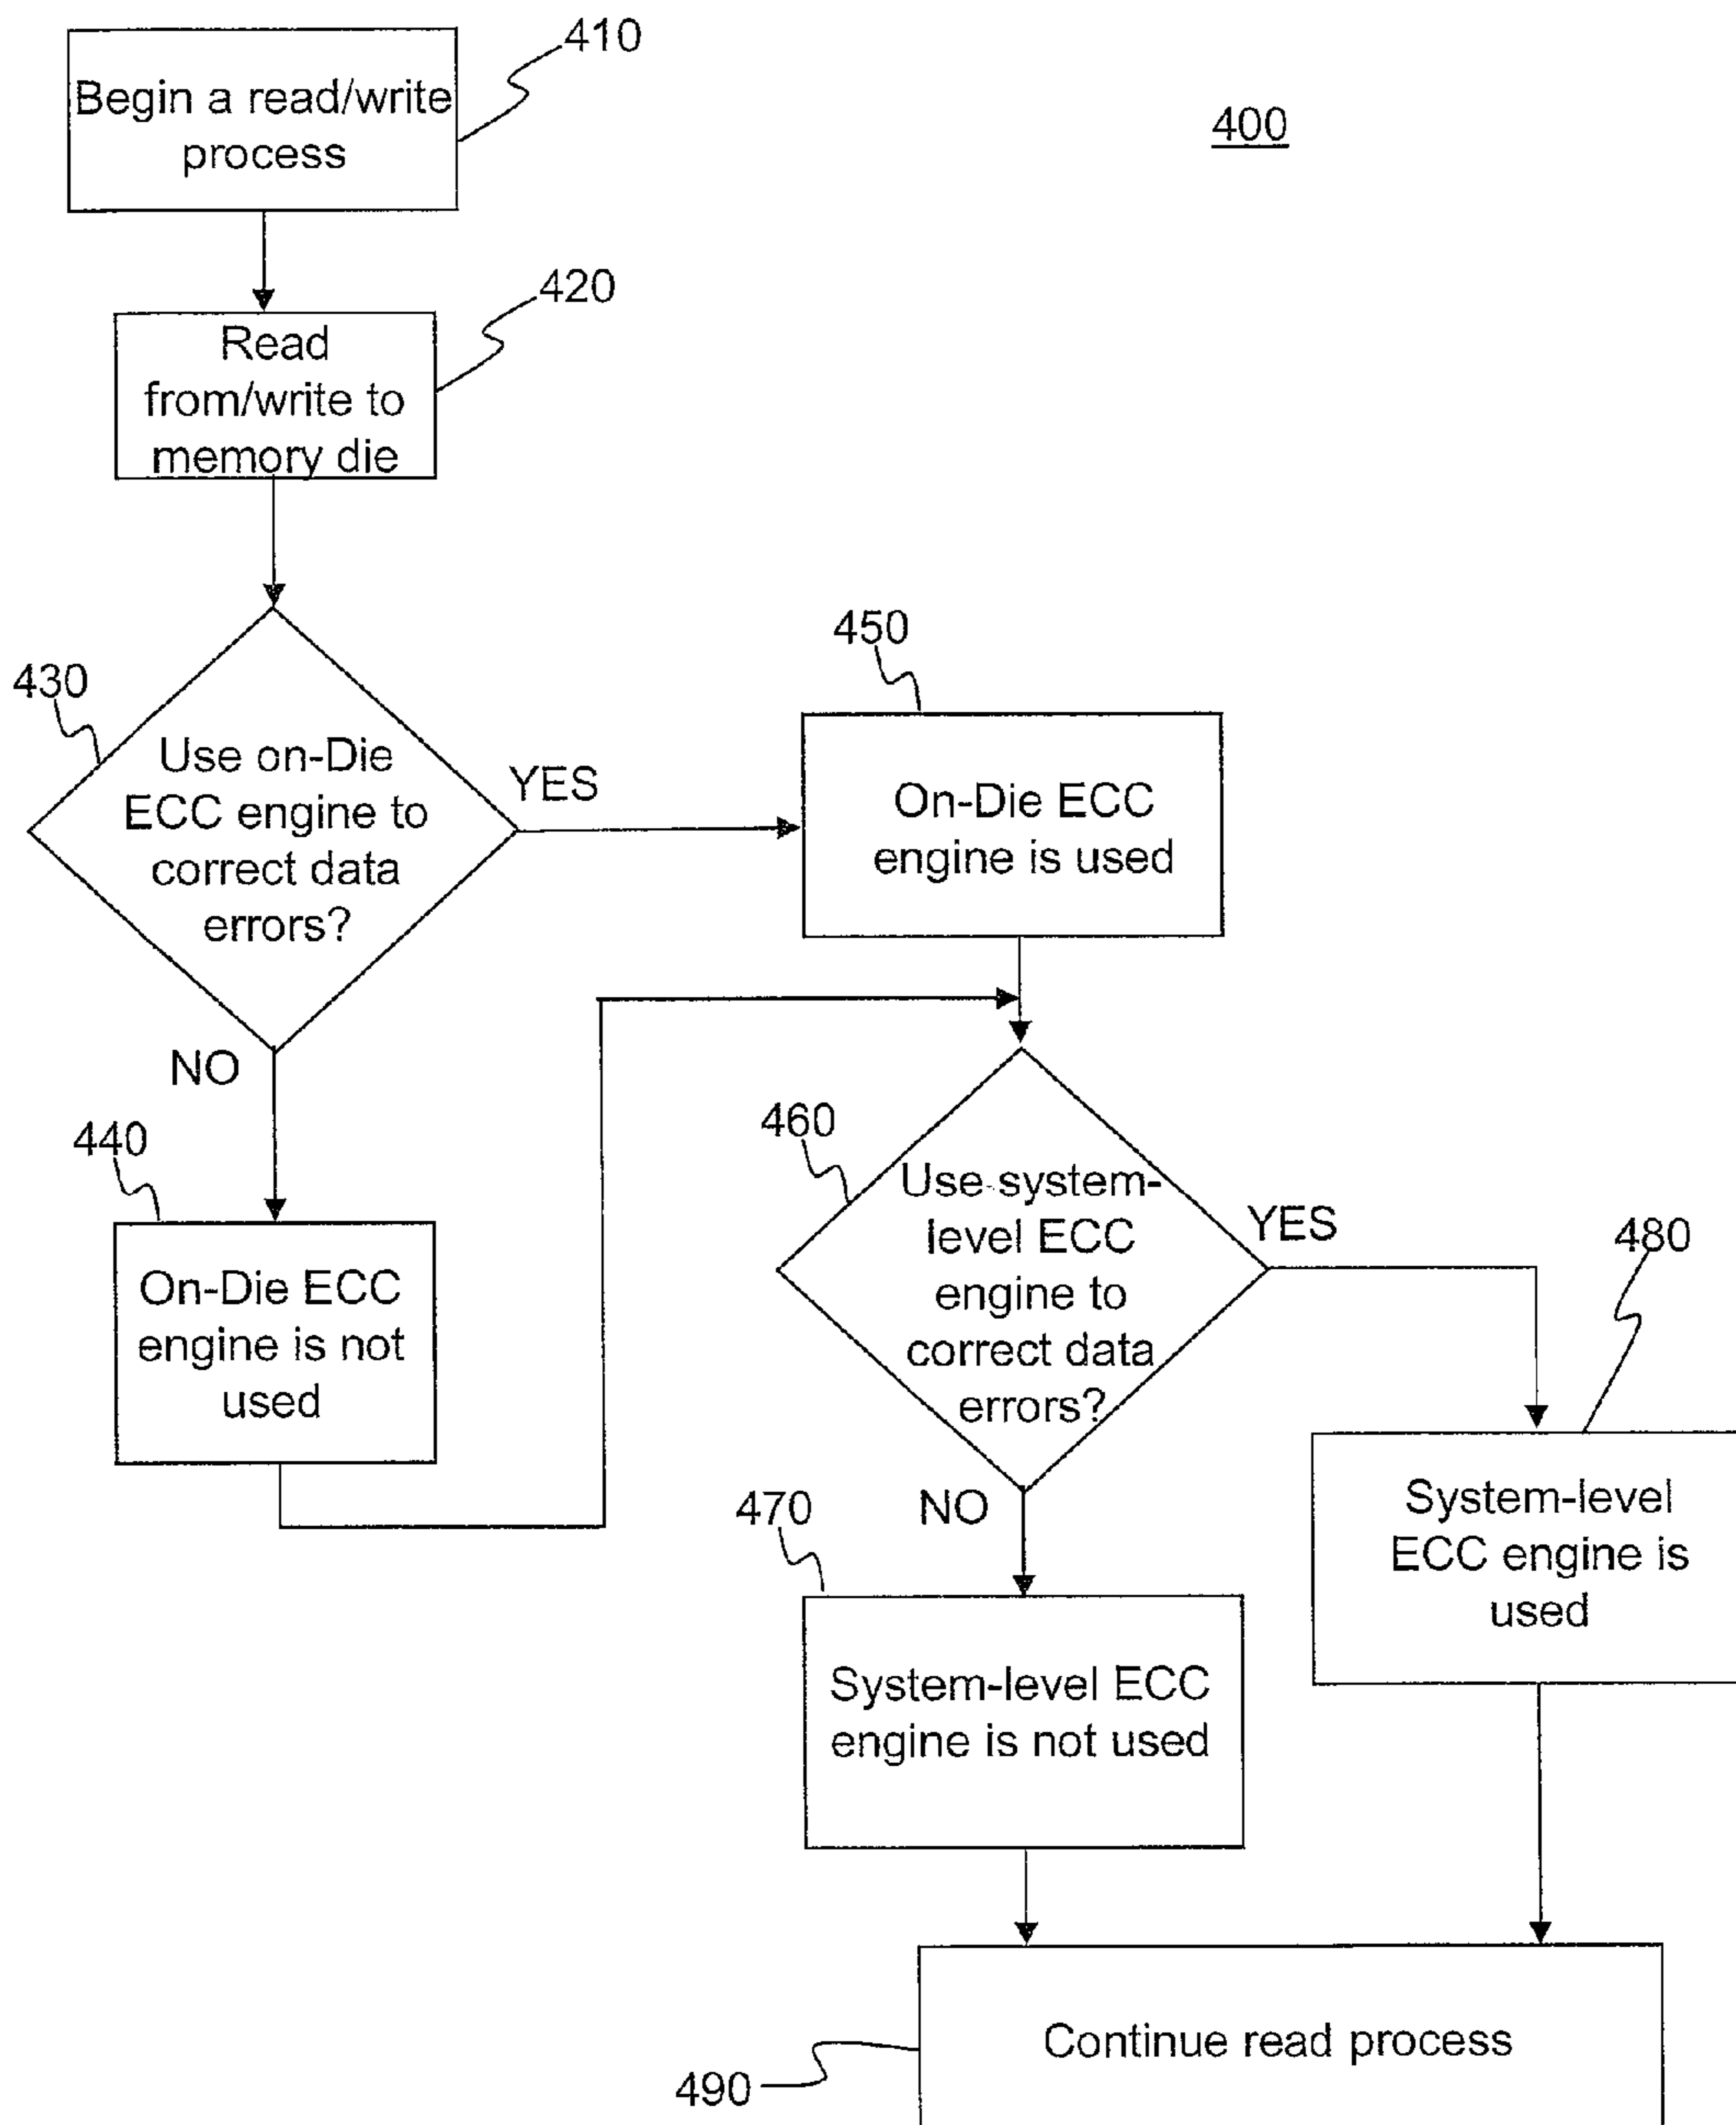 410
Begin a read/write
process
400
420
Read
from/write to
memory die
430
Use on-Die
ECC engine to
correct data
errors?
YES
NO
450
On-Die ECC
engine is used
440
On-Die ECC
engine is not
used
460
Use system-
level ECC
engine to
correct data
errors?
YES
NO
480
System-level
ECC engine is
used
470
System-level ECC
engine is not used
Continue read process
490